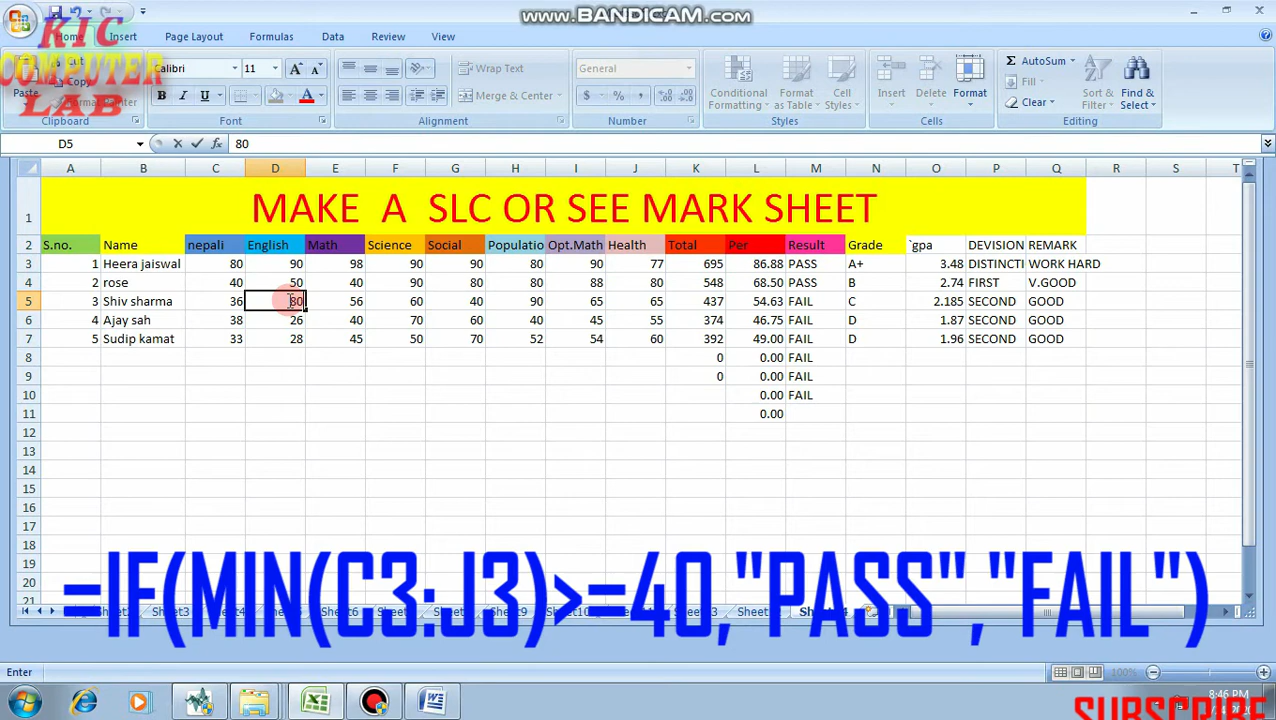 www.BANDICAM.com
KIC
COMPUTER
LAB
Home Insert Page Layout Formulas Data Review View
Cut
Copy
Format Painter
Paste
Clipboard
Calibri 11
B I U
Font
Wrap Text
Merge & Center
Alignment
General
$ % ,
Number
Conditional Formatting
Format as Table
Cell Styles
Styles
Insert Delete Format
Cells
AutoSum
Fill
Clear
Sort & Filter
Find & Select
Editing
D5 80
A B C D E F G H I J K L M N O P Q R S T
1 MAKE A SLC OR SEE MARK SHEET
2 S.no. Name nepali English Math Science Social Populatio Opt.Math Health Total Per Result Grade `gpa DEVISION REMARK
3 1 Heera jaiswal 80 90 98 90 90 80 90 77 695 86.88 PASS A+ 3.48 DISTINCTI WORK HARD
4 2 rose 40 50 40 90 80 80 88 80 548 68.50 PASS B 2.74 FIRST V.GOOD
5 3 Shiv sharma 36 80 56 60 40 90 65 65 437 54.63 FAIL C 2.185 SECOND GOOD
6 4 Ajay sah 38 26 40 70 60 40 45 55 374 46.75 FAIL D 1.87 SECOND GOOD
7 5 Sudip kamat 33 28 45 50 70 52 54 60 392 49.00 FAIL D 1.96 SECOND GOOD
8 0 0.00 FAIL
9 0 0.00 FAIL
10 0.00 FAIL
11 0.00
12
13
14
15
16
17
18
19
20
21
=IF(MIN(C3:J3)>=40,"PASS","FAIL")
Enter 100%
8:46 PM
SUBSCRIBE